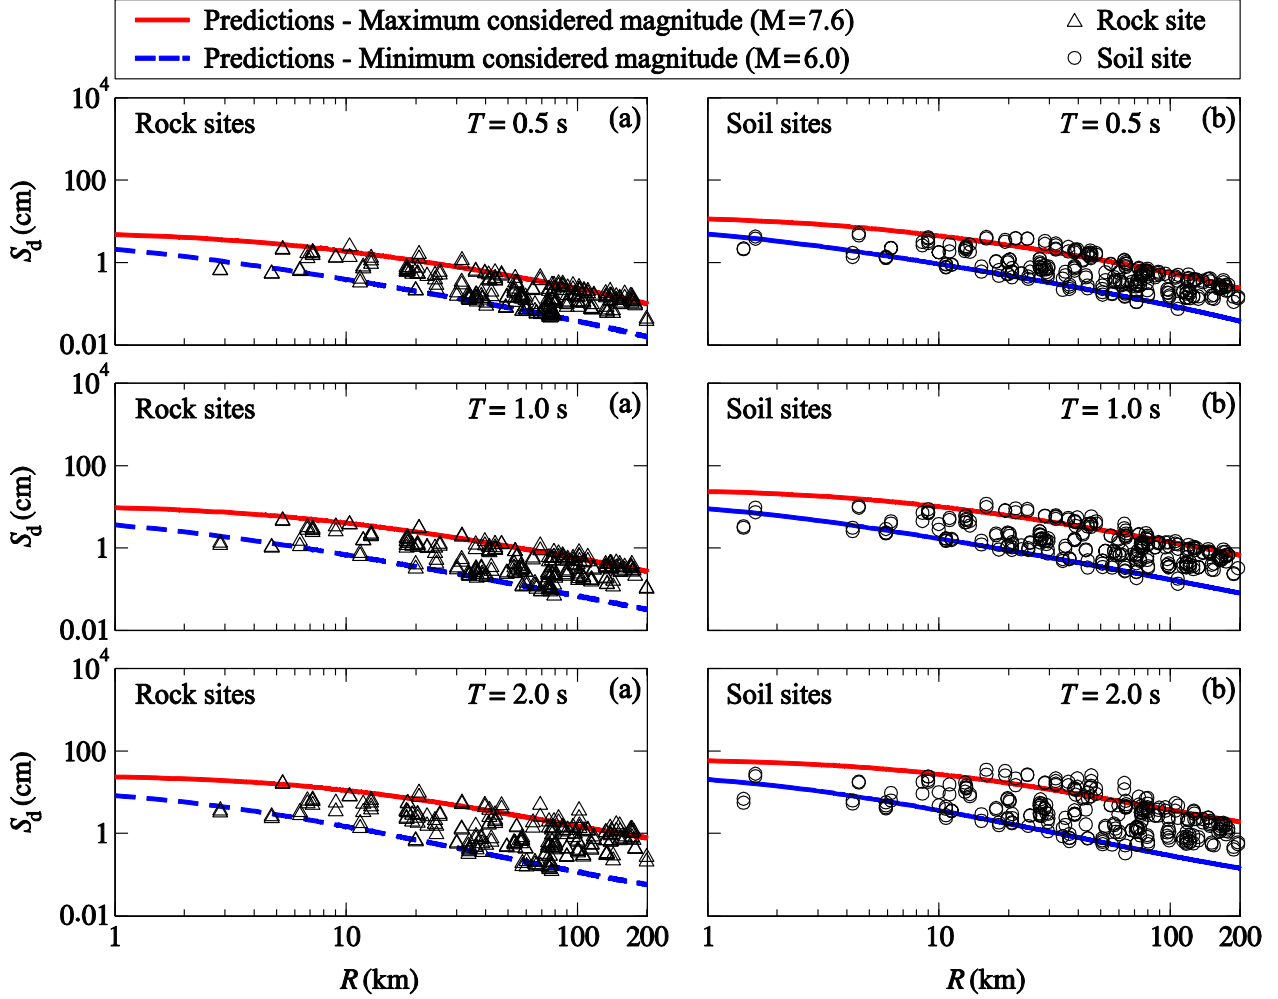 Predictions - Maximum considered magnitude (M=7.6)
Rock site
Predictions - Minimum considered magnitude (M=6.0)
Soil site
10^4
Rock sites
T = 0.5 s
(a)
Soil sites
T = 0.5 s
(b)
100
S_d (cm)
1
0.01
10^4
Rock sites
T = 1.0 s
(a)
Soil sites
T = 1.0 s
(b)
100
S_d (cm)
1
0.01
10^4
Rock sites
T = 2.0 s
(a)
Soil sites
T = 2.0 s
(b)
100
S_d (cm)
1
0.01
1 10 100 200
1 10 100 200
R (km)
R (km)